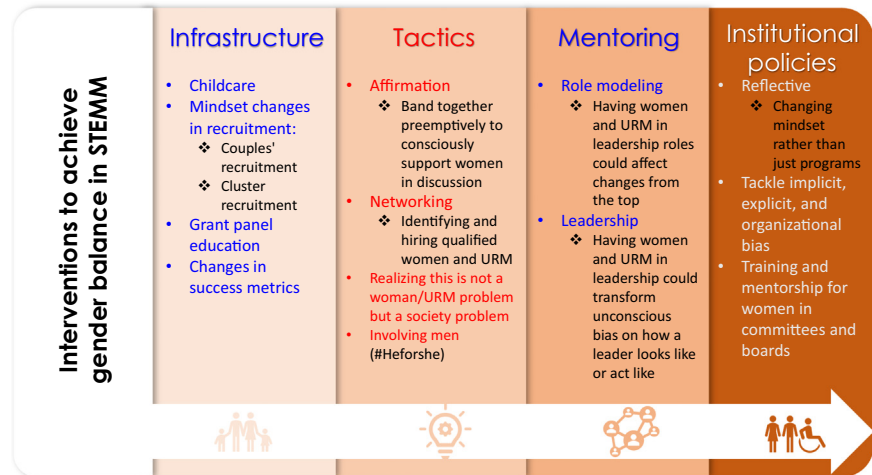 Interventions to achieve
gender balance in STEMM
Infrastructure
• Childcare
• Mindset changes
in recruitment:
❖ Couples'
recruitment
❖ Cluster
recruitment
• Grant panel
education
• Changes in
success metrics
Tactics
• Affirmation
❖ Band together
preemptively to
consciously
support women
in discussion
• Networking
❖ Identifying and
hiring qualified
women and URM
• Realizing this is not a
woman/URM problem
but a society problem
• Involving men
(#Heforshe)
Mentoring
• Role modeling
❖ Having women
and URM in
leadership roles
could affect
changes from
the top
• Leadership
❖ Having women
and URM in
leadership could
transform
unconscious
bias on how a
leader looks like
or act like
Institutional
policies
• Reflective
❖ Changing
mindset
rather than
just programs
• Tackle implicit,
explicit, and
organizational
bias
• Training and
mentorship for
women in
committees and
boards